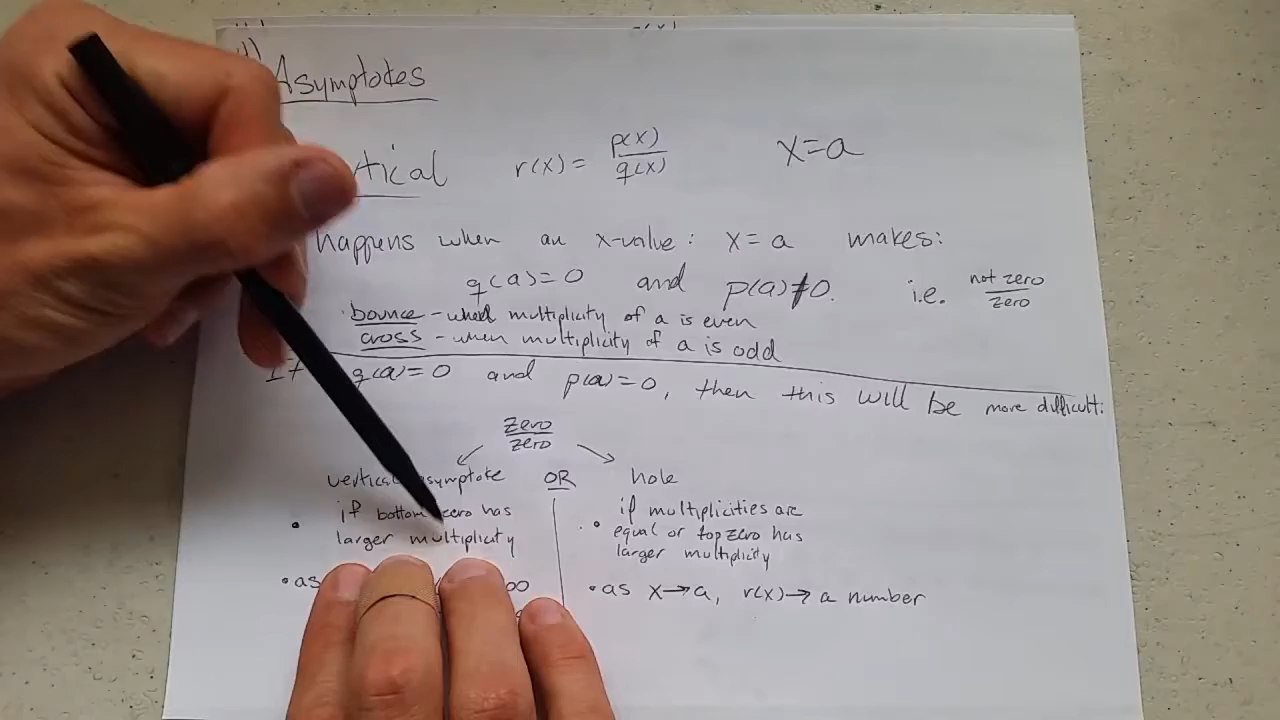 Asymptotes
r(x) = p(x)/q(x) x=a
happens when an x-value: x = a makes:
q(a)=0 and p(a)≠0. i.e. not zero/zero
bounce - when multiplicity of a is even
cross - when multiplicity of a is odd
If q(a)=0 and p(a)=0, then this will be more difficult:
zero/zero
OR hole
if bottom zero has
larger multiplicity
if multiplicities are
equal or top zero has
larger multiplicity
• as
• as x→a, r(x)→ a number